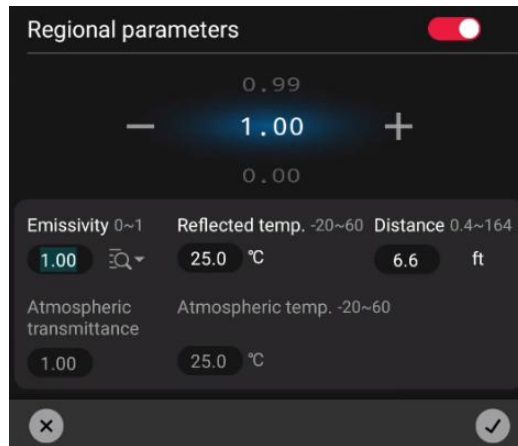 Regional parameters
0.99
− 1.00 +
0.00
Emissivity 0~1 Reflected temp. -20~60 Distance 0.4~164
1.00 25.0 ℃ 6.6 ft
Atmospheric Atmospheric temp. -20~60
transmittance
1.00 25.0 ℃